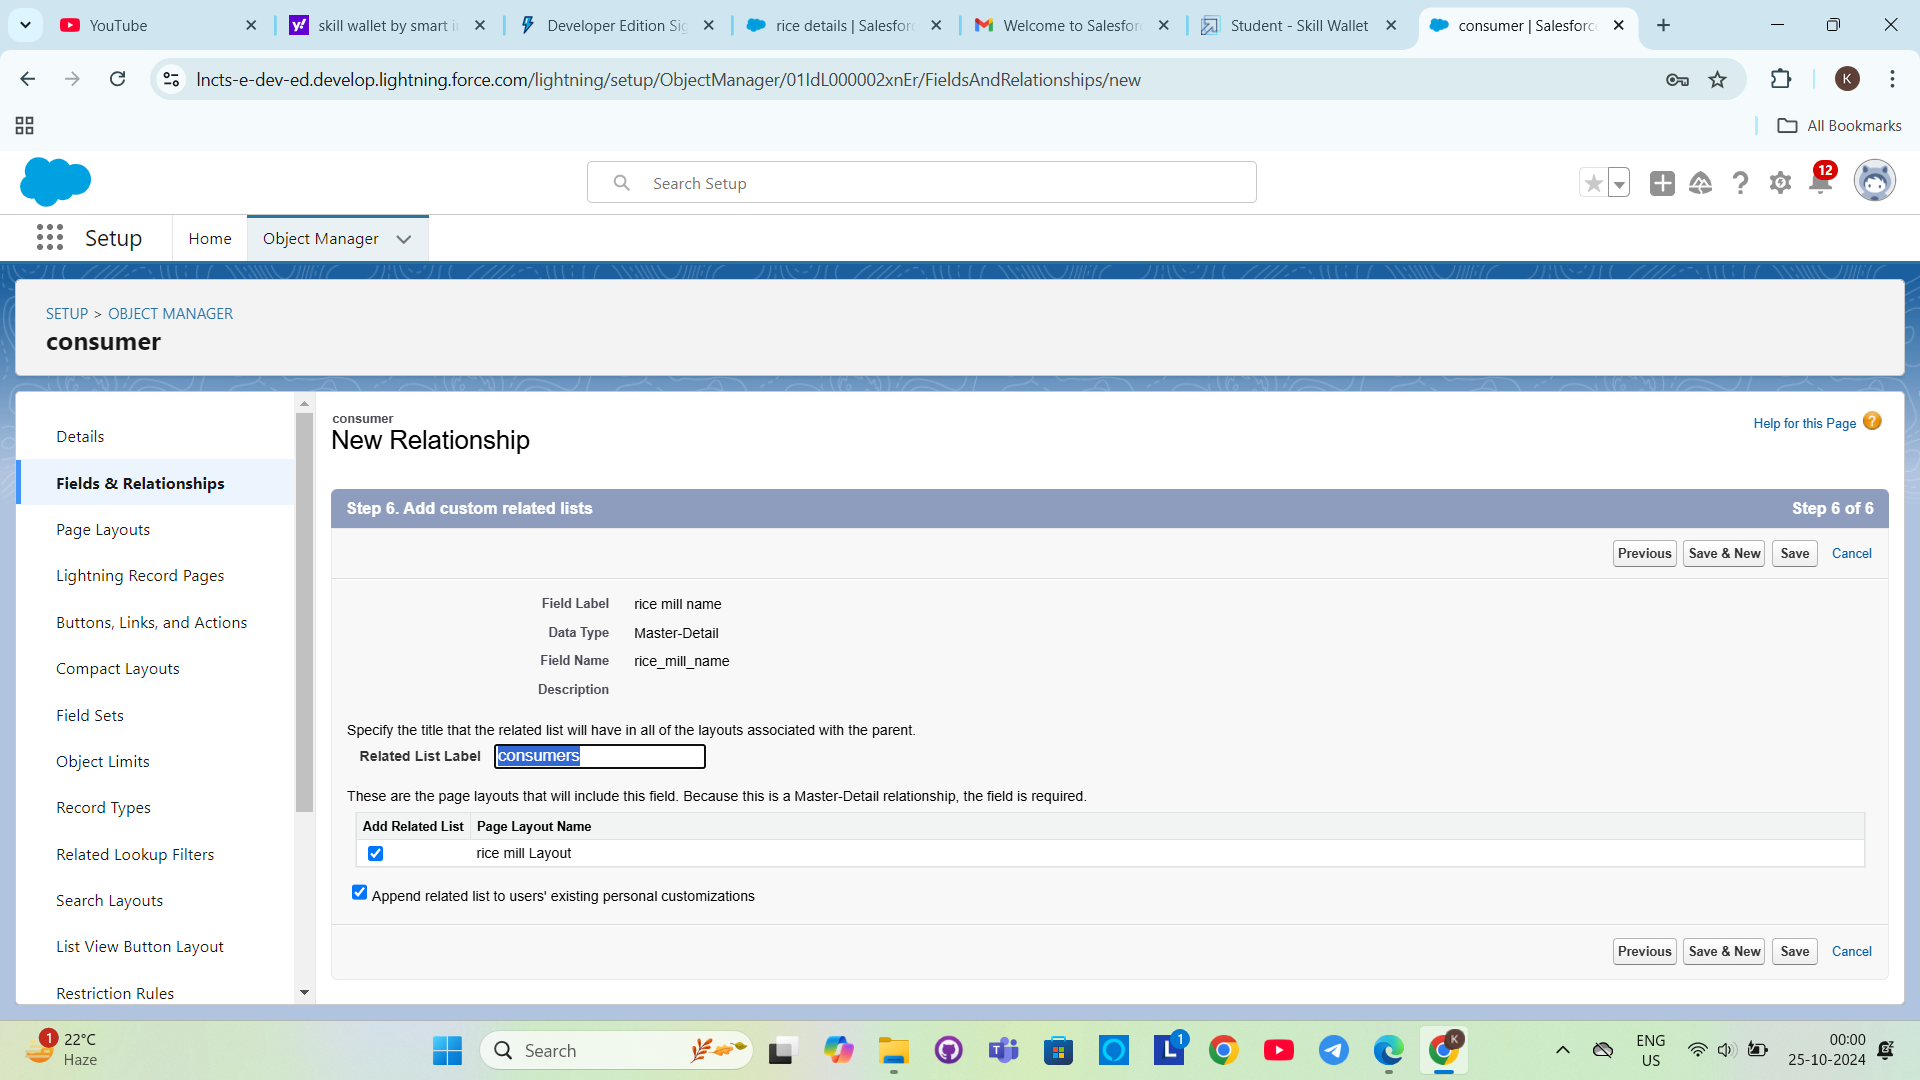 YouTube
skill wallet by smart i
Developer Edition Sig
rice details | Salesforc
Welcome to Salesfor
Student - Skill Wallet
consumer | Salesforce
lncts-e-dev-ed.develop.lightning.force.com/lightning/setup/ObjectManager/01IdL000002xnEr/FieldsAndRelationships/new
K
All Bookmarks
Search Setup
12
Setup
Home
Object Manager
SETUP > OBJECT MANAGER
consumer
Details
Fields & Relationships
Page Layouts
Lightning Record Pages
Buttons, Links, and Actions
Compact Layouts
Field Sets
Object Limits
Record Types
Related Lookup Filters
Search Layouts
List View Button Layout
Restriction Rules
consumer
New Relationship
Help for this Page
Step 6. Add custom related lists
Step 6 of 6
Previous
Save & New
Save
Cancel
Field Label rice mill name
Data Type Master-Detail
Field Name rice_mill_name
Description
Specify the title that the related list will have in all of the layouts associated with the parent.
Related List Label consumers
These are the page layouts that will include this field. Because this is a Master-Detail relationship, the field is required.
Add Related List Page Layout Name
rice mill Layout
Append related list to users' existing personal customizations
Previous
Save & New
Save
Cancel
1
22°C
Haze
Search
1
K
ENG
US
00:00
25-10-2024